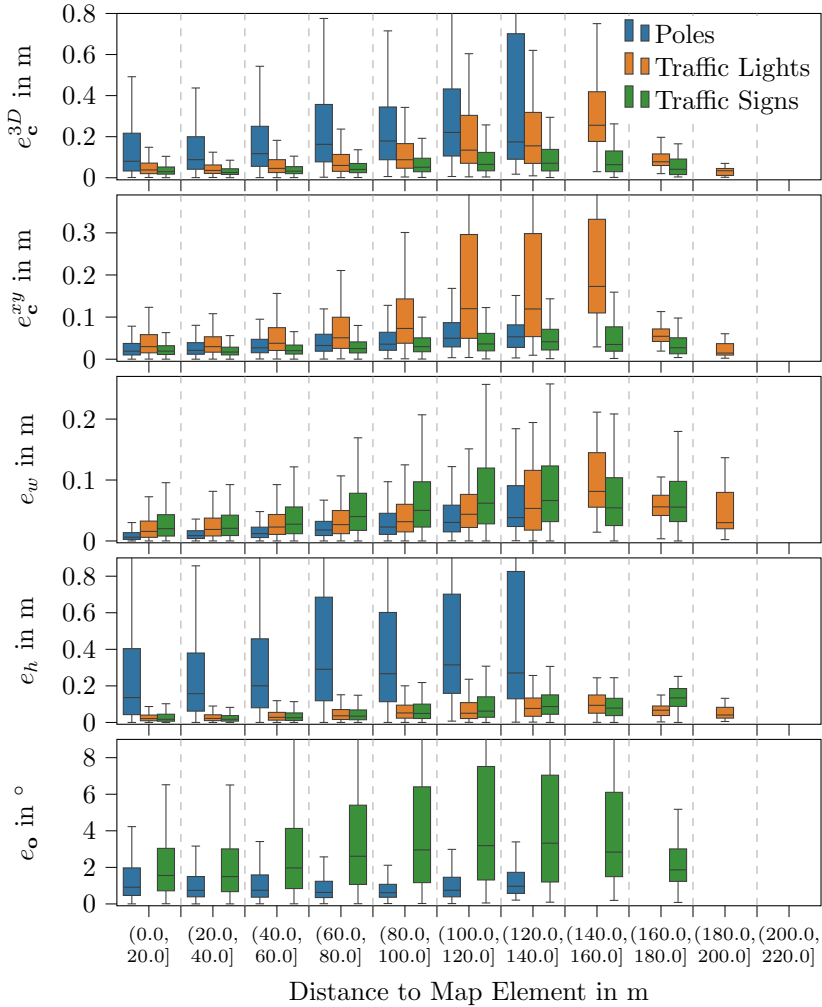 0.8
0.6
0.4
0.2
0
e_c^{3D} in m
Poles
Traffic Lights
Traffic Signs
0.3
0.2
0.1
0
e_c^{xy} in m
0.2
0.1
0
e_w in m
0.8
0.6
0.4
0.2
0
e_h in m
8
6
4
2
0
e_o in °
(0.0, (20.0, (40.0, (60.0, (80.0, (100.0, (120.0, (140.0, (160.0, (180.0, (200.0,
20.0] 40.0] 60.0] 80.0] 100.0] 120.0] 140.0] 160.0] 180.0] 200.0] 220.0]
Distance to Map Element in m